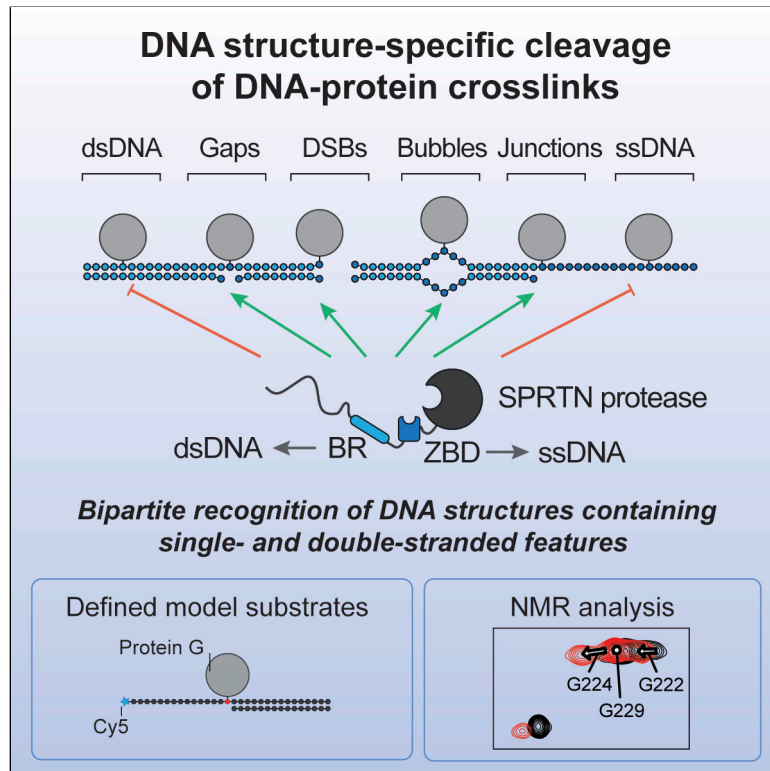 DNA structure-specific cleavage
of DNA-protein crosslinks
dsDNA Gaps DSBs Bubbles Junctions ssDNA
SPRTN protease
dsDNA BR ZBD ssDNA
Bipartite recognition of DNA structures containing
single- and double-stranded features
Defined model substrates
Protein G
Cy5
NMR analysis
G224 G222
G229